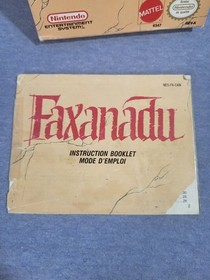 Nintendo
ENTERTAINMENT
SYSTEM
MATTEL
Faxanadu
INSTRUCTION BOOKLET
MODE D'EMPLOI